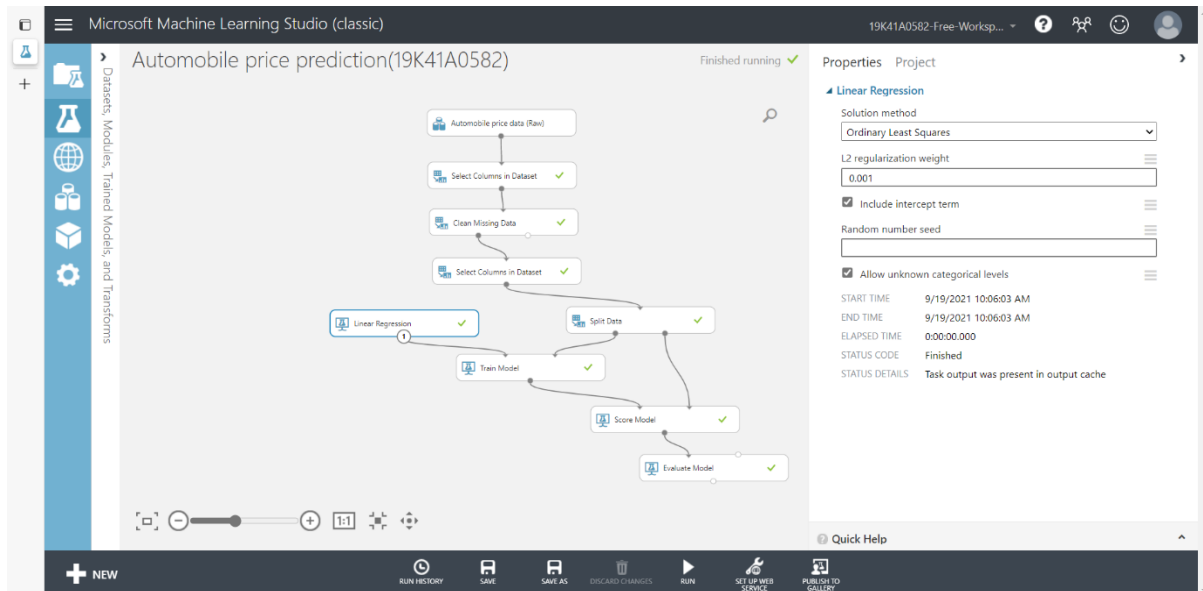 Microsoft Machine Learning Studio (classic)
19K41A0582-Free-Worksp...
?
Datasets, Modules, Trained Models, and Transforms
Automobile price prediction(19K41A0582)
Finished running
Automobile price data (Raw)
Select Columns in Dataset
Clean Missing Data
Select Columns in Dataset
Linear Regression
1
Split Data
Train Model
Score Model
Evaluate Model
1:1
Properties Project
Linear Regression
Solution method
Ordinary Least Squares
L2 regularization weight
0.001
Include intercept term
Random number seed
Allow unknown categorical levels
START TIME 9/19/2021 10:06:03 AM
END TIME 9/19/2021 10:06:03 AM
ELAPSED TIME 0:00:00.000
STATUS CODE Finished
STATUS DETAILS Task output was present in output cache
Quick Help
NEW
RUN HISTORY
SAVE
SAVE AS
DISCARD CHANGES
RUN
SET UP WEB
SERVICE
PUBLISH TO
GALLERY